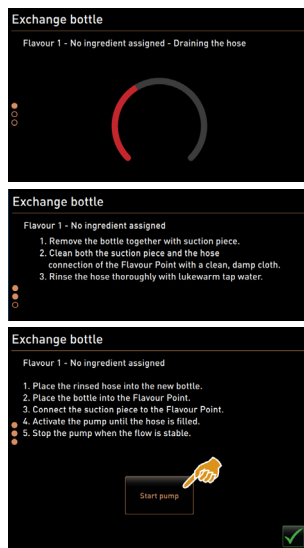 Exchange bottle
Flavour 1 - No ingredient assigned - Draining the hose
Exchange bottle
Flavour 1 - No ingredient assigned
1. Remove the bottle together with suction piece.
2. Clean both the suction piece and the hose
connection of the Flavour Point with a clean, damp cloth.
3. Rinse the hose thoroughly with lukewarm tap water.
Exchange bottle
Flavour 1 - No ingredient assigned
1. Place the rinsed hose into the new bottle.
2. Place the bottle into the Flavour Point.
3. Connect the suction piece to the Flavour Point.
4. Activate the pump until the hose is filled.
5. Stop the pump when the flow is stable.
Start pump